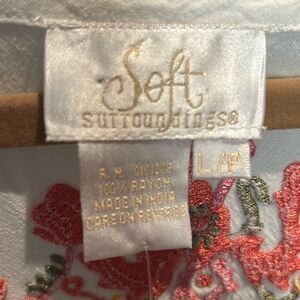 Soft
surroundings®
L/P
100% RAYON
MADE IN INDIA
CARE ON REVERSE